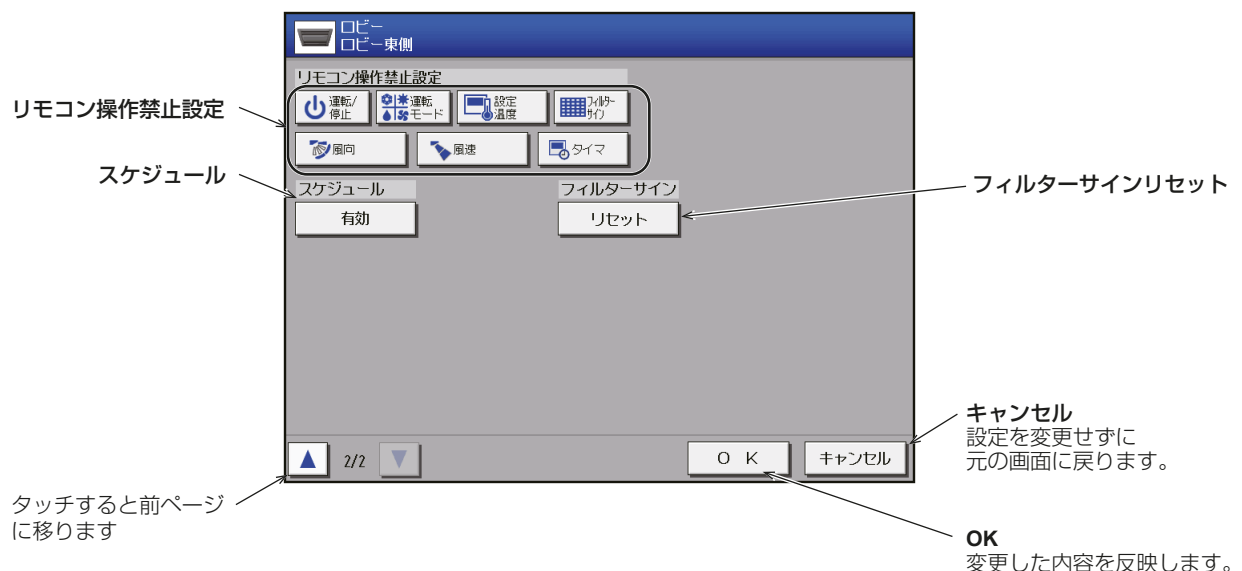 ロビー
ロビー東側
リモコン操作禁止設定
リモコン操作禁止設定
運転/
停止
運転
モード
設定
温度
フィルター
サイン
風向
風速
タイマ
スケジュール
スケジュール
有効
フィルターサイン
リセット
フィルターサインリセット
2/2
O K
キャンセル
キャンセル
設定を変更せずに
元の画面に戻ります。
タッチすると前ページ
に移ります
OK
変更した内容を反映します。